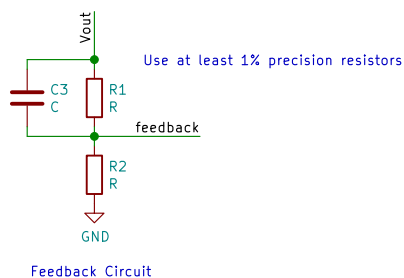 Vout
Use at least 1% precision resistors
C3
C
R1
R
feedback
R2
R
GND
Feedback Circuit